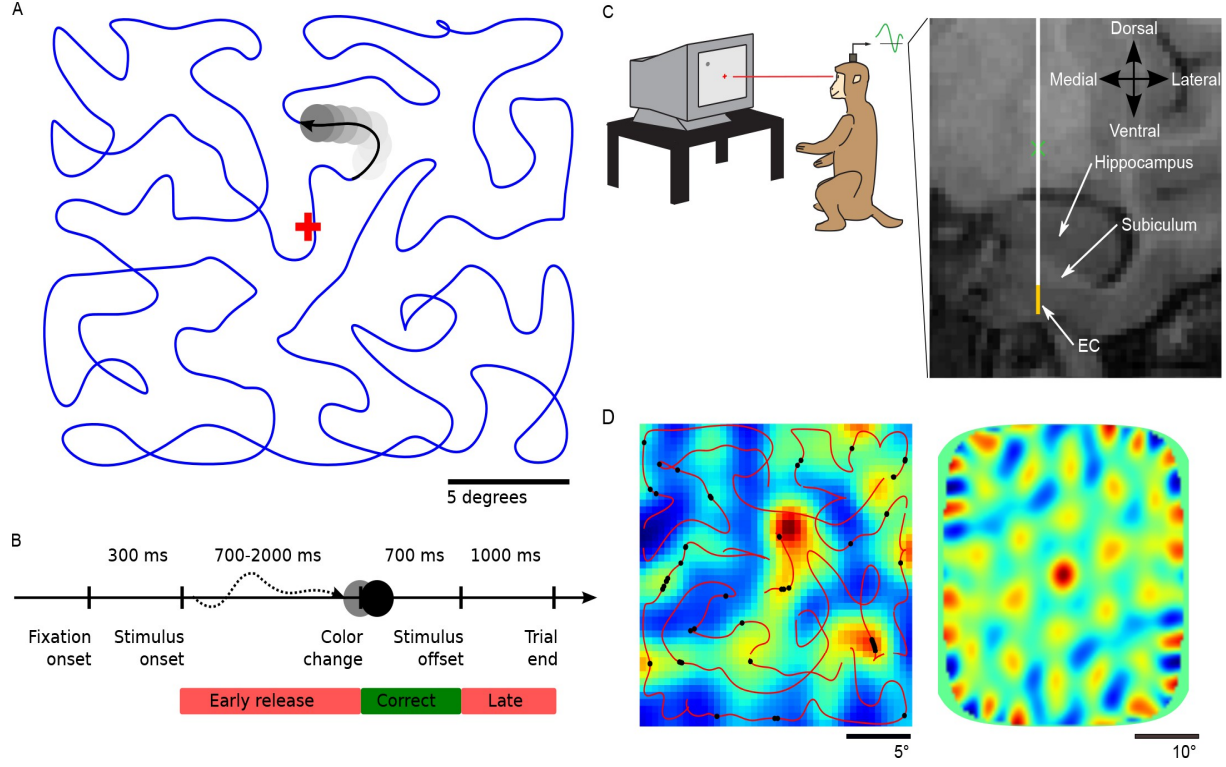 A
5 degrees
B
300 ms
700-2000 ms
700 ms
1000 ms
Fixation
onset
Stimulus
onset
Color
change
Stimulus
offset
Trial
end
Early release
Correct
Late
C
Dorsal
Medial
Lateral
Ventral
Hippocampus
Subiculum
EC
D
5°
10°